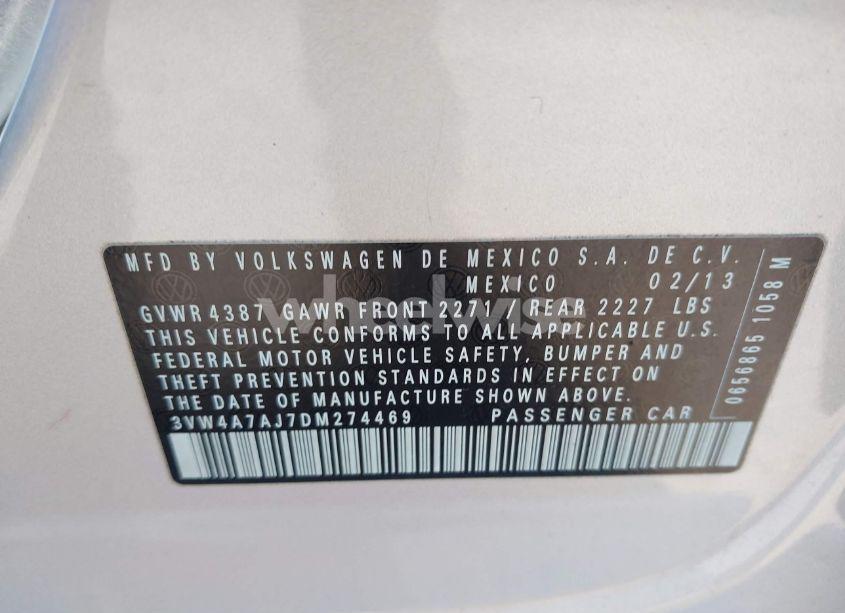 MFD BY VOLKSWAGEN DE MEXICO S.A. DE C.V.
MEXICO 02/13
GVWR 4387 GAWR FRONT 2271 / REAR 2227 LBS
THIS VEHICLE CONFORMS TO ALL APPLICABLE U.S.
FEDERAL MOTOR VEHICLE SAFETY, BUMPER AND
THEFT PREVENTION STANDARDS IN EFFECT ON
THE DATE OF MANUFACTURE SHOWN ABOVE.
3VW4A7AJ7DM274469 PASSENGER CAR
0656865 1058 M
wheelwise